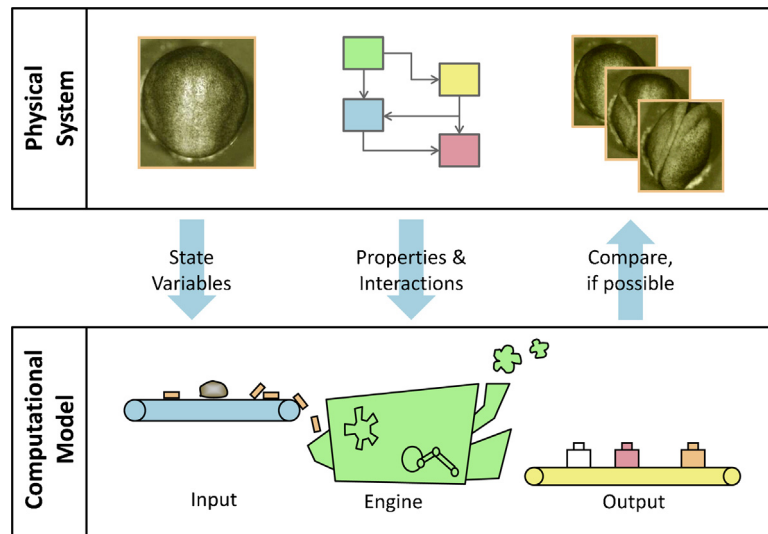 Physical
System
State
Variables
Properties &
Interactions
Compare,
if possible
Computational
Model
Input
Engine
Output